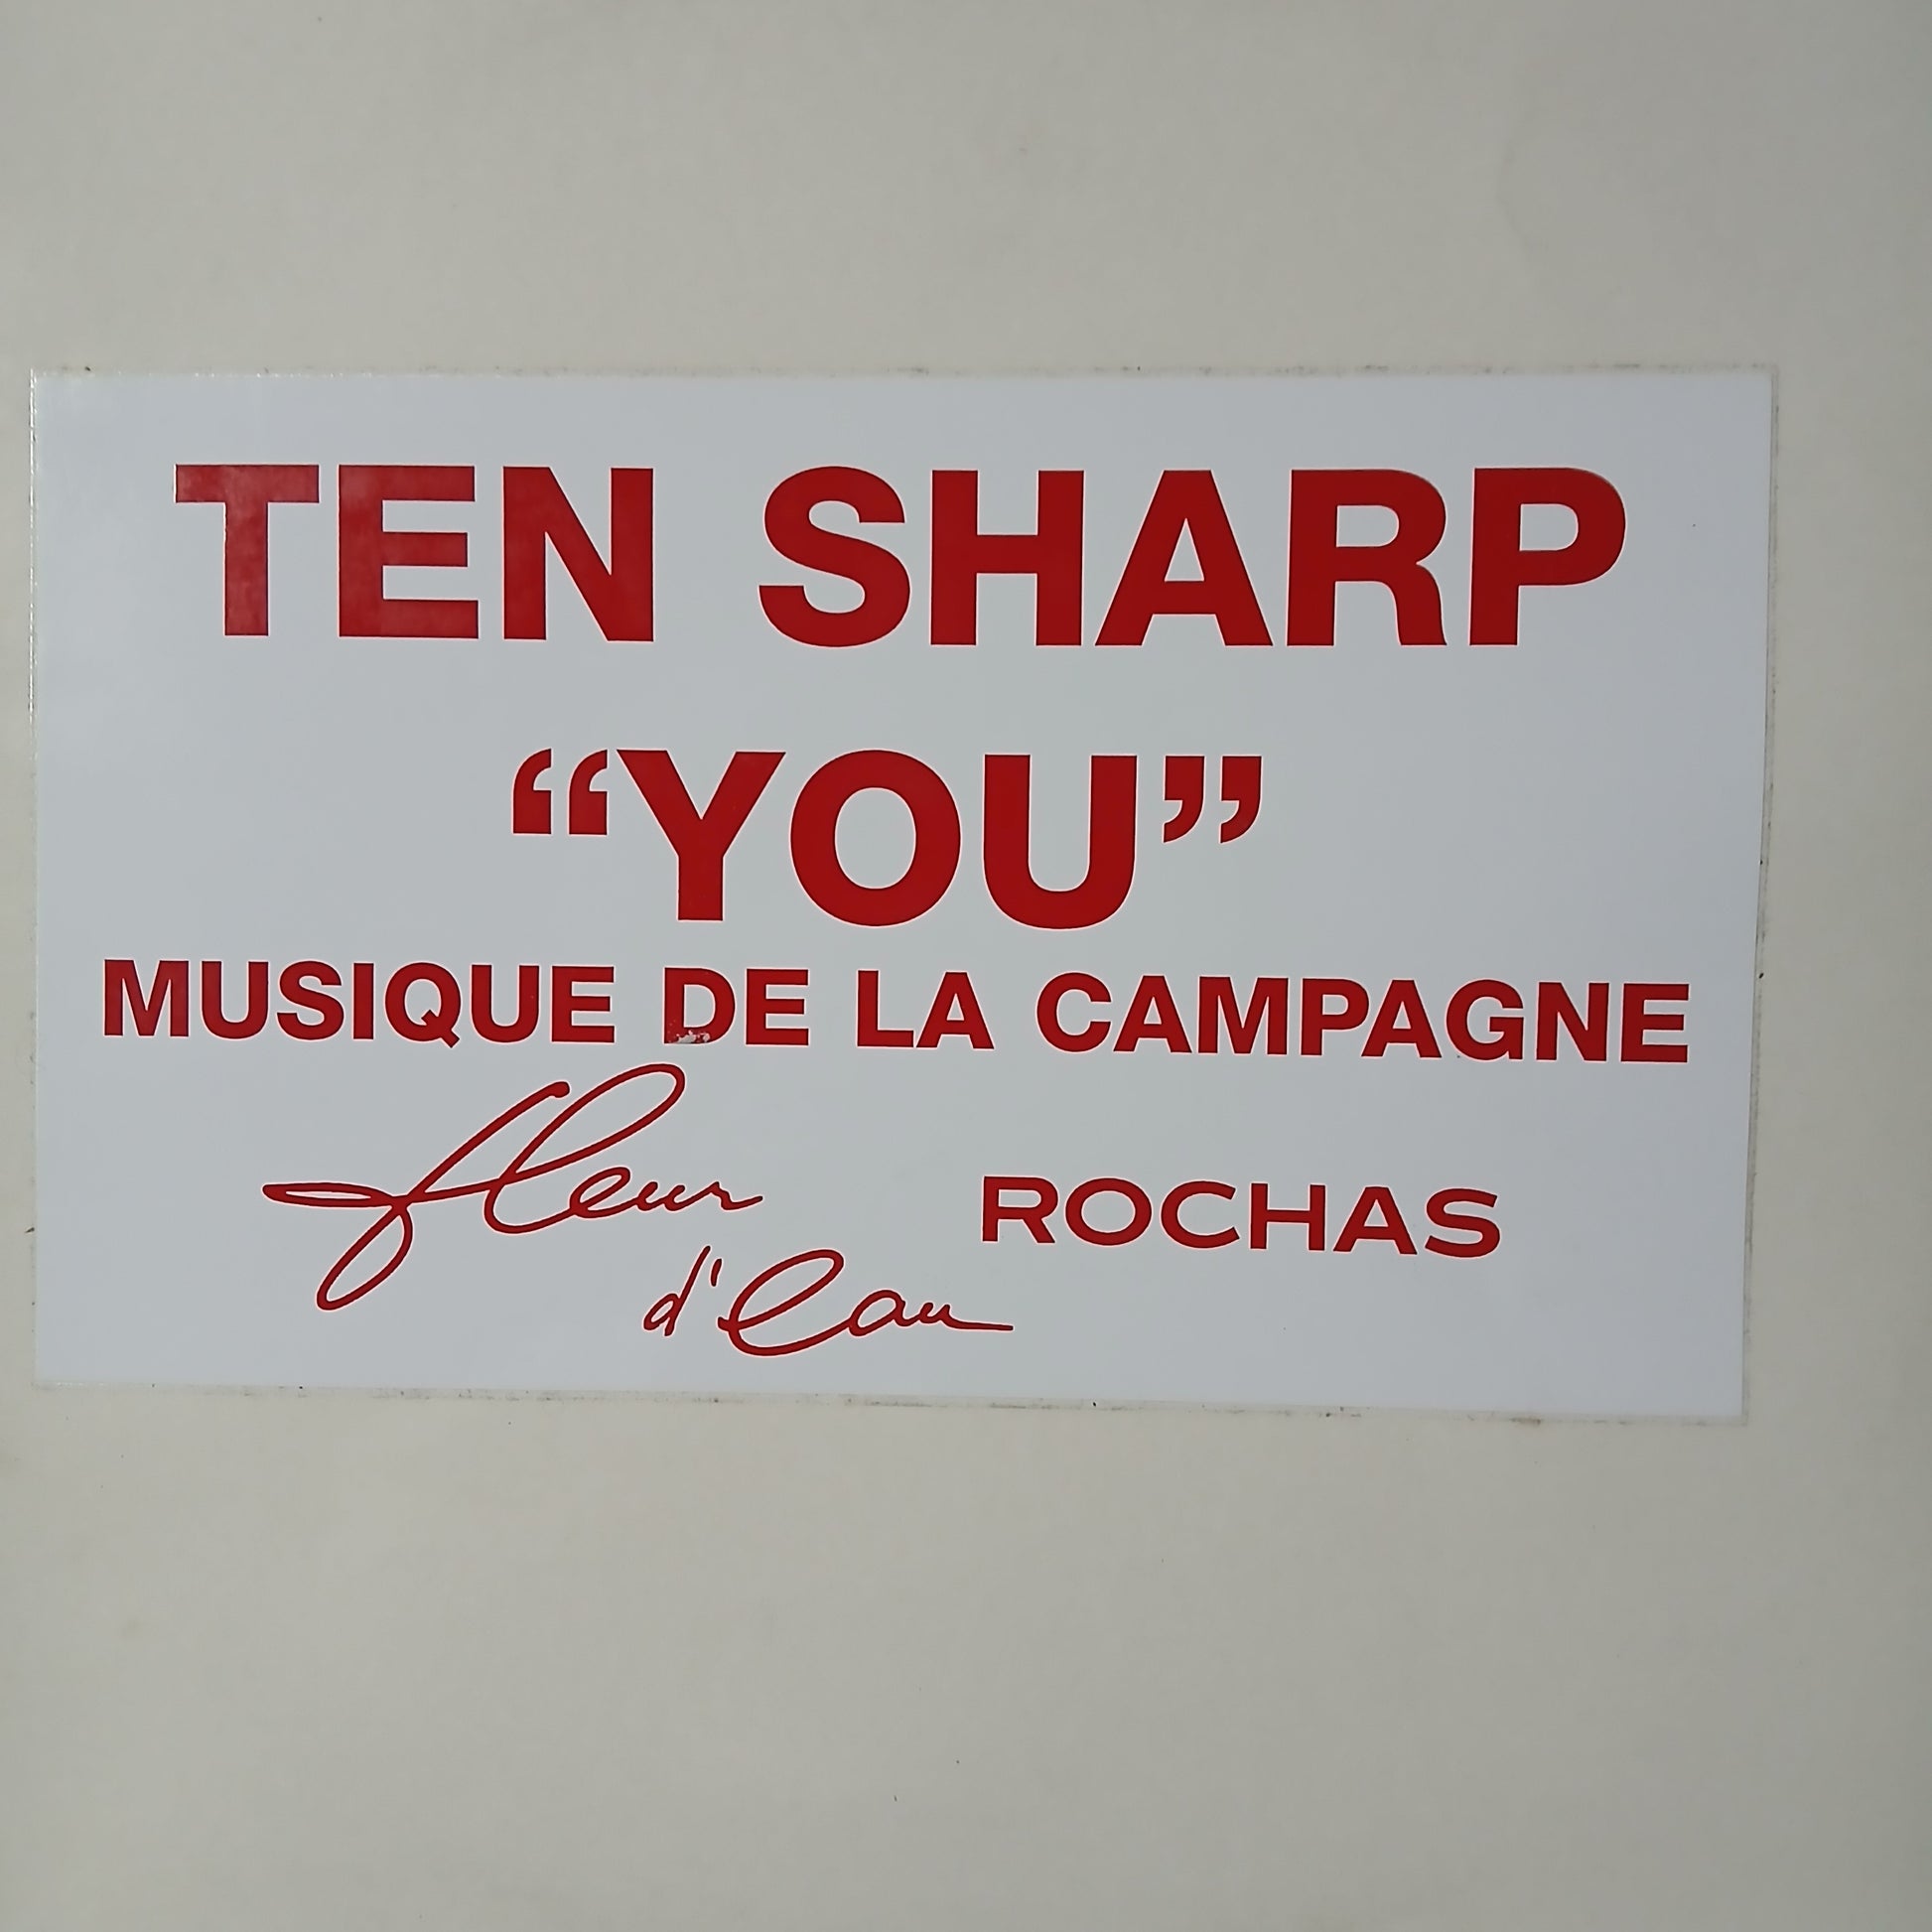 TEN SHARP
“YOU”
MUSIQUE DE LA CAMPAGNE
fleur ROCHAS
d'eau